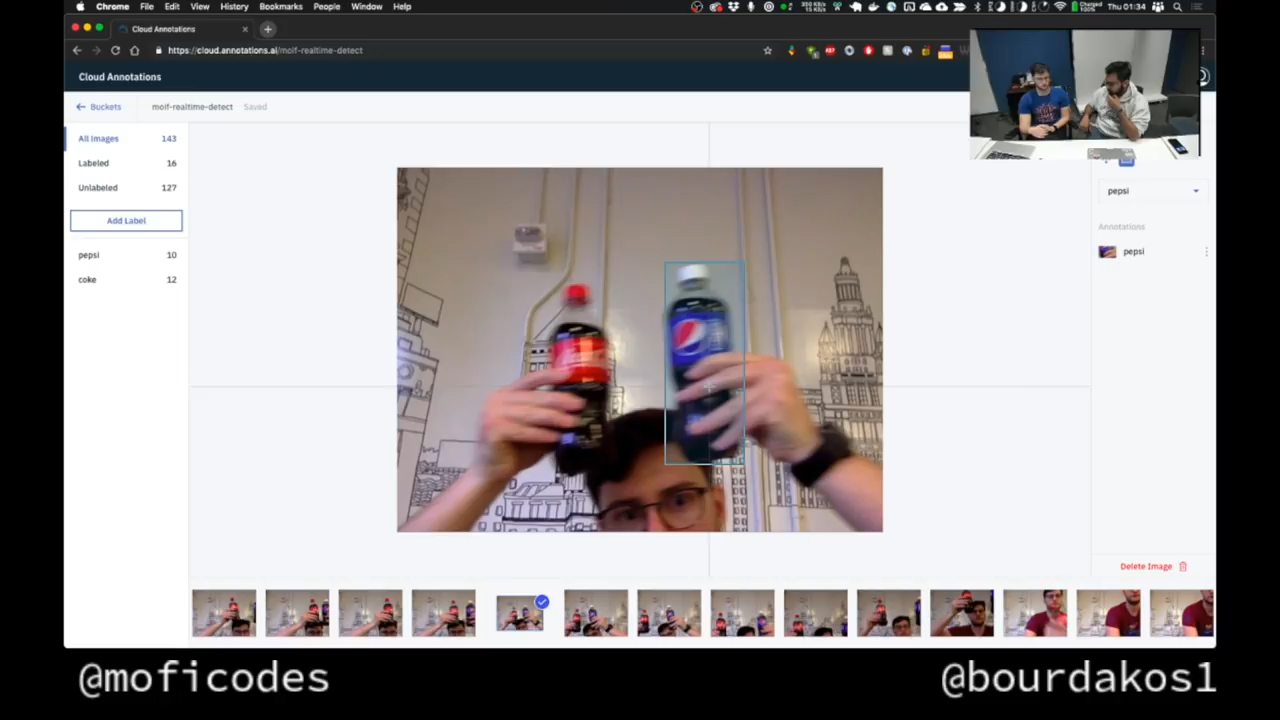 Chrome File Edit View History Bookmarks People Window Help
Charged 100% Thu 01:34
Cloud Annotations
https://cloud.annotations.ai/moif-realtime-detect
Cloud Annotations
Buckets moif-realtime-detect Saved
All Images 143
Labeled 16
Unlabeled 127
Add Label
pepsi 10
coke 12
pepsi
Annotations
pepsi
Delete Image
@moficodes
@bourdakos1